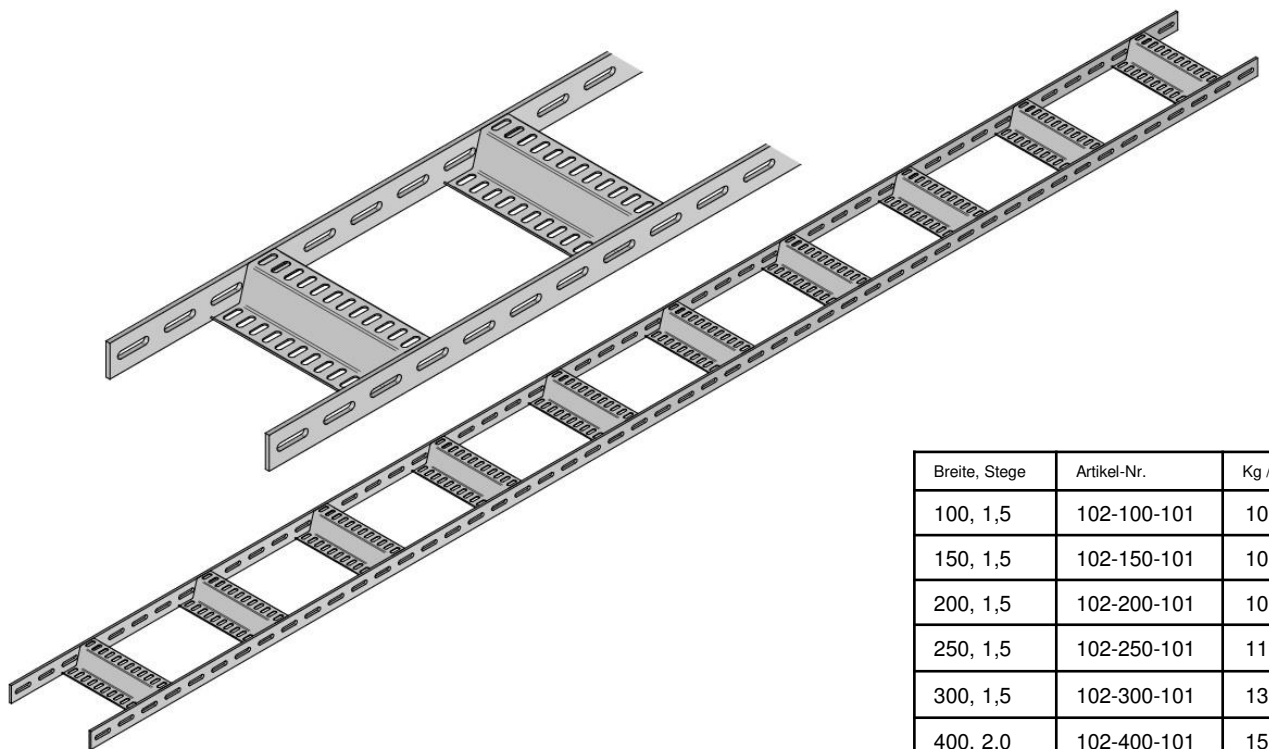 Breite, Stege Artikel-Nr. Kg /
100, 1,5 102-100-101 10
150, 1,5 102-150-101 10
200, 1,5 102-200-101 10
250, 1,5 102-250-101 11
300, 1,5 102-300-101 13
400, 2,0 102-400-101 15